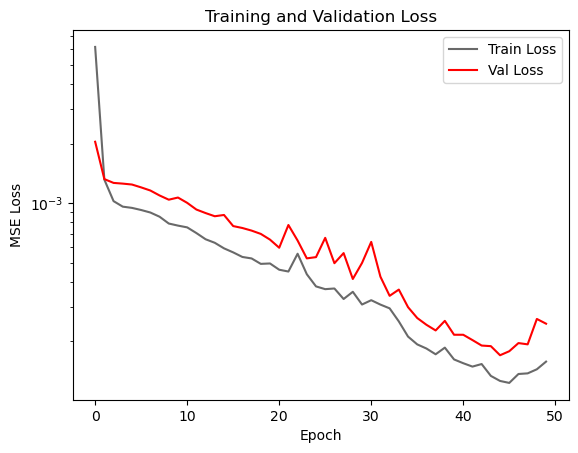 Training and Validation Loss
Train Loss
Val Loss
MSE Loss
10⁻³
0 10 20 30 40 50
Epoch